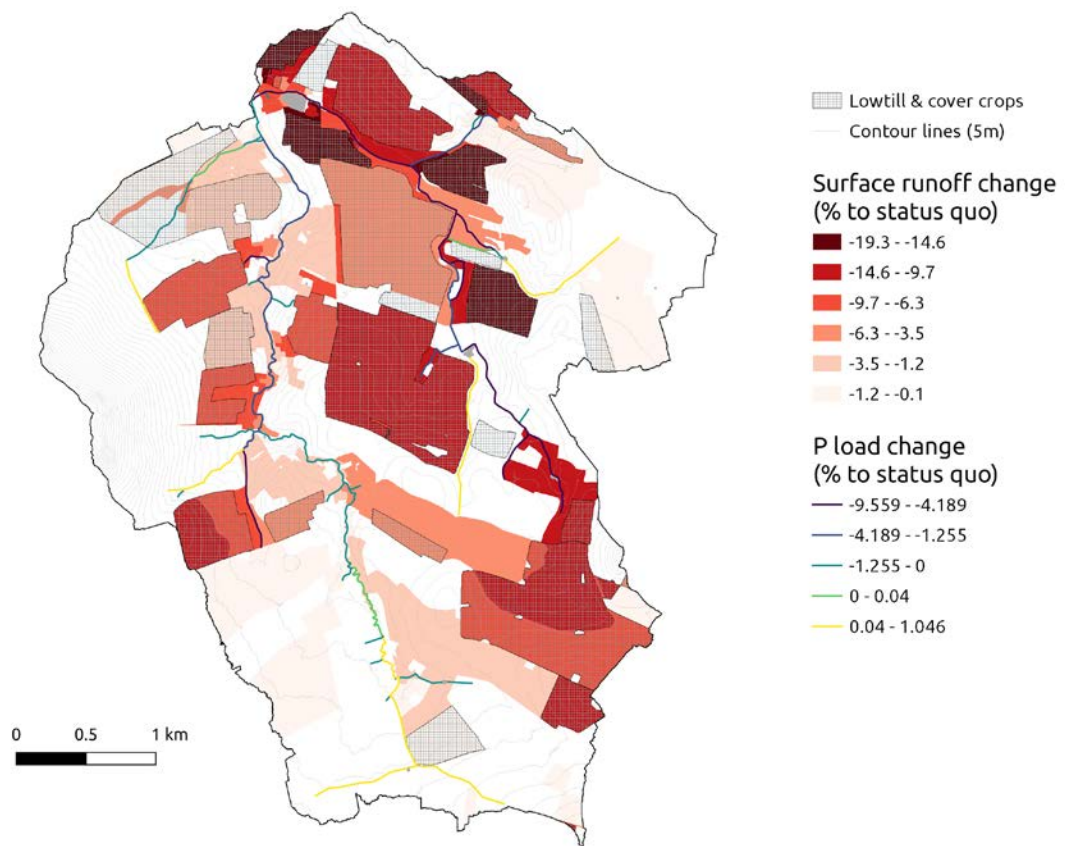 Lowtill & cover crops
Contour lines (5m)
Surface runoff change
(% to status quo)
-19.3 - -14.6
-14.6 - -9.7
-9.7 - -6.3
-6.3 - -3.5
-3.5 - -1.2
-1.2 - -0.1
P load change
(% to status quo)
-9.559 - -4.189
-4.189 - -1.255
-1.255 - 0
0 - 0.04
0.04 - 1.046
0 0.5 1 km